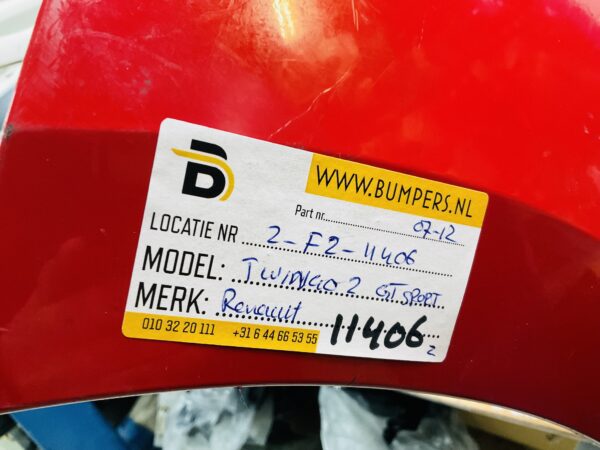 B
WWW.BUMPERS.NL
Part nr. 07-12
LOCATIE NR 2-F2-11406
MODEL: TWINGO 2 GT SPORT
MERK: Renault
010 32 20 111 +31 6 44 66 53 55
11406 2